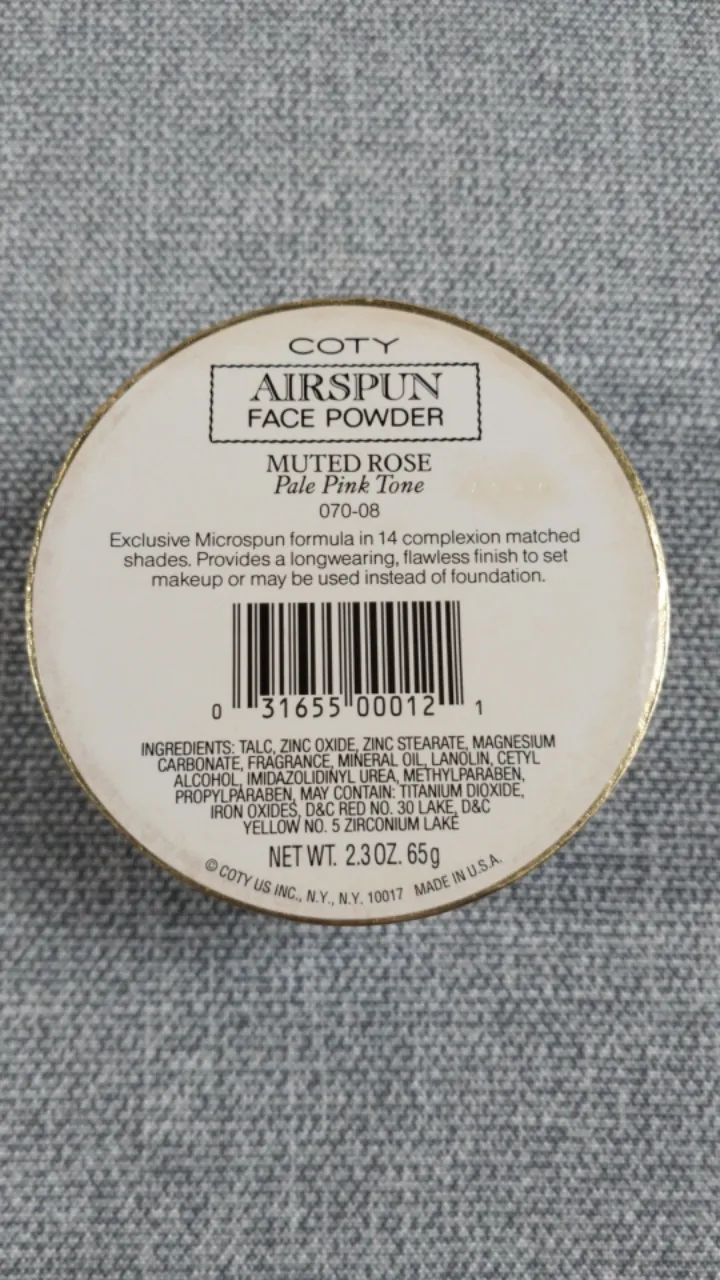 COTY
AIRSPUN
FACE POWDER
MUTED ROSE
Pale Pink Tone
070-08
Exclusive Microspun formula in 14 complexion matched
shades. Provides a longwearing, flawless finish to set
makeup or may be used instead of foundation.
0 31655 00012 1
INGREDIENTS: TALC, ZINC OXIDE, ZINC STEARATE, MAGNESIUM
CARBONATE, FRAGRANCE, MINERAL OIL, LANOLIN, CETYL
ALCOHOL, IMIDAZOLIDINYL UREA, METHYLPARABEN,
PROPYLPARABEN, MAY CONTAIN: TITANIUM DIOXIDE,
IRON OXIDES, D&C RED NO. 30 LAKE, D&C
YELLOW NO. 5 ZIRCONIUM LAKE
NET WT. 2.3 OZ. 65g
© COTY US INC., N.Y., N.Y. 10017 MADE IN U.S.A.